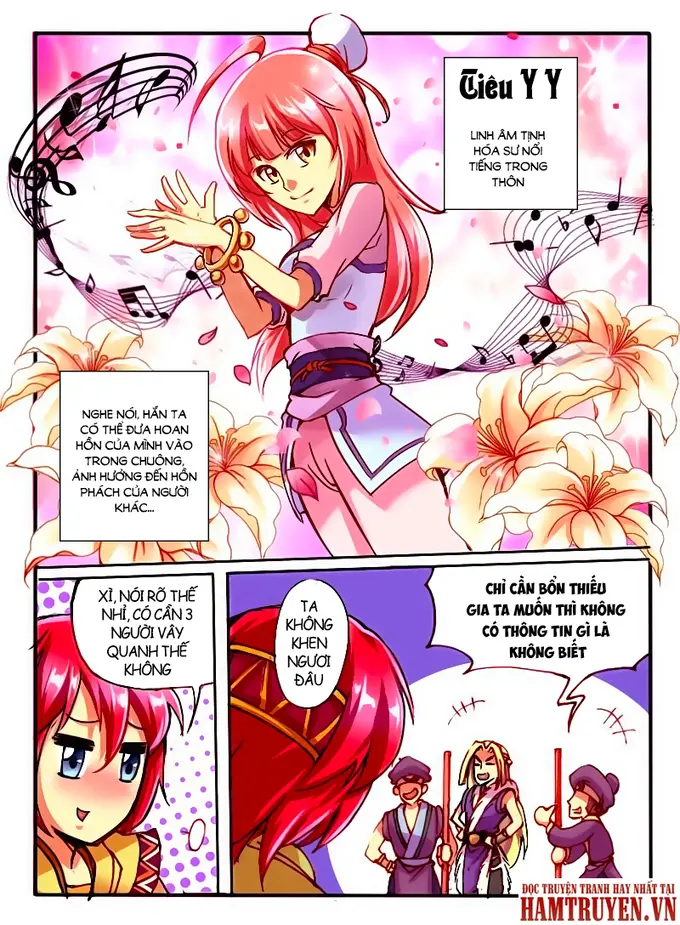 Tiêu Y Y
LINH ÂM TỊNH
HÓA SƯ NỔI
TIẾNG TRONG
THÔN
NGHE NÓI, HẮN TA
CÓ THỂ ĐƯA HOAN
HỒN CỦA MÌNH VÀO
TRONG CHUÔNG,
ẢNH HƯỚNG ĐẾN HỒN
PHÁCH CỦA NGƯỜI
KHÁC...
XÌ, NÓI RÕ THẾ
NHỈ, CÓ CẦN 3
NGƯỜI VÂY
QUANH THẾ
KHÔNG
TA
KHÔNG
KHEN
NGƯƠI
ĐÂU
CHỈ CẦN BỔN THIẾU
GIA TA MUỐN THÌ KHÔNG
CÓ THÔNG TIN GÌ LÀ
KHÔNG BIẾT
ĐỌC TRUYỆN TRANH HAY NHẤT TẠI
HAMTRUYEN.VN